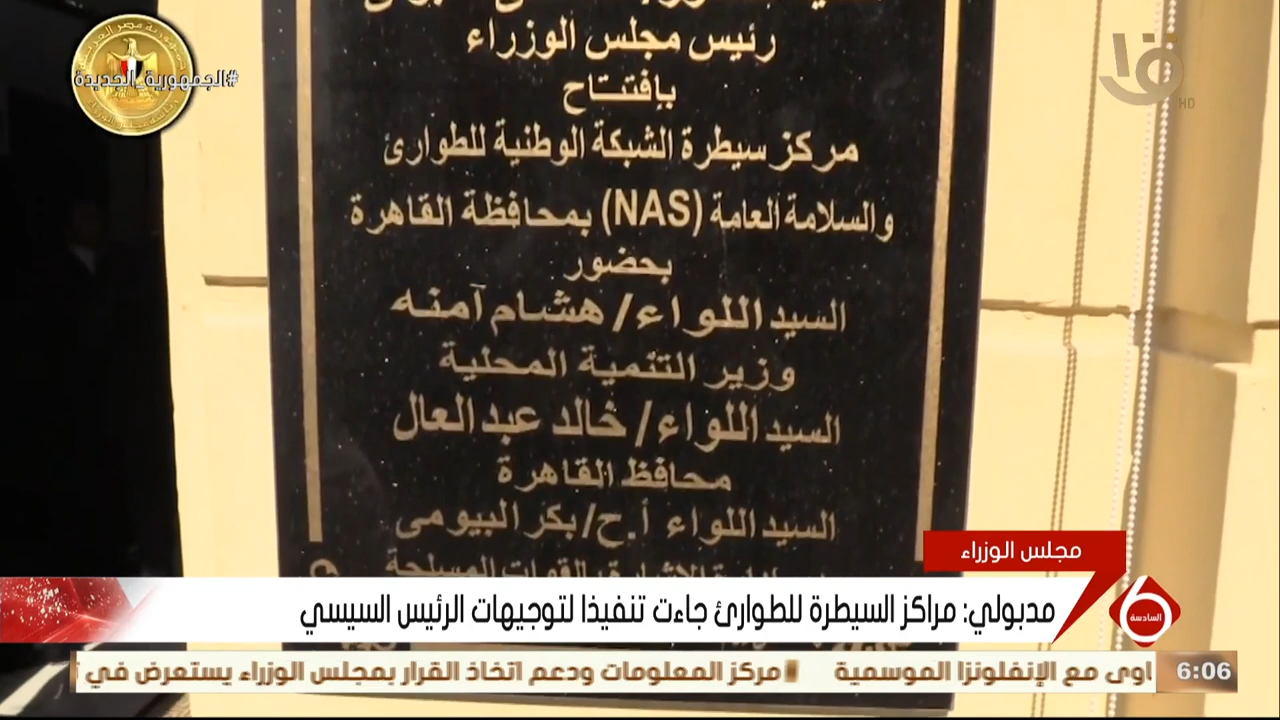 رئيس مجلس الوزراء
بإفتتاح
مركز سيطرة الشبكة الوطنية للطوارئ
والسلامة العامة (NAS) بمحافظة القاهرة
بحضور
السيد اللواء/ هشام آمنه
وزير التنمية المحلية
السيد اللواء/ خالد عبد العال
محافظ القاهرة
السيد اللواء أ.ح/ بكر البيومى
#الجمهورية_الجديدة
HD
مجلس الوزراء
مدبولي: مراكز السيطرة للطوارئ جاءت تنفيذا لتوجيهات الرئيس السيسي
السادسة
6:06
اوى مع الإنفلونزا الموسمية
مركز المعلومات ودعم اتخاذ القرار بمجلس الوزراء يستعرض في